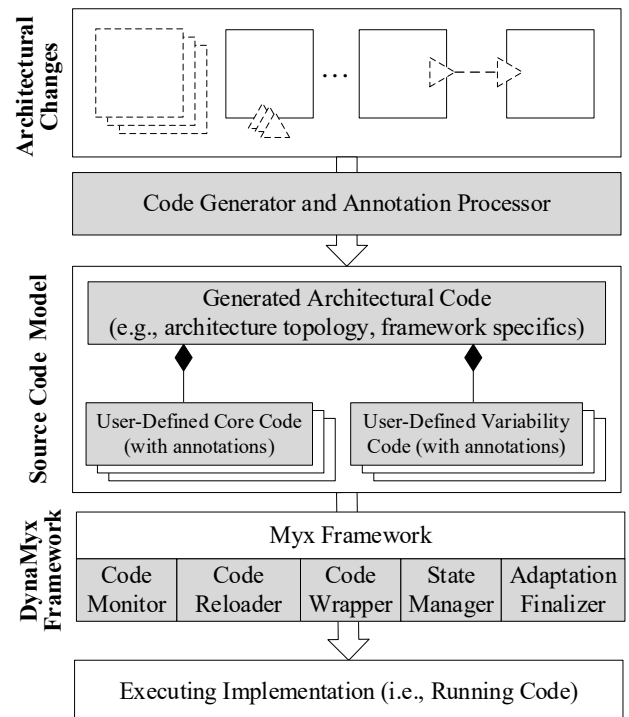 Architectural
Changes
...
Code Generator and Annotation Processor
Source Code Model
Generated Architectural Code
(e.g., architecture topology, framework specifics)
User-Defined Core Code
(with annotations)
User-Defined Variability
Code (with annotations)
DynaMyx
Framework
Myx Framework
Code
Monitor
Code
Reloader
Code
Wrapper
State
Manager
Adaptation
Finalizer
Executing Implementation (i.e., Running Code)